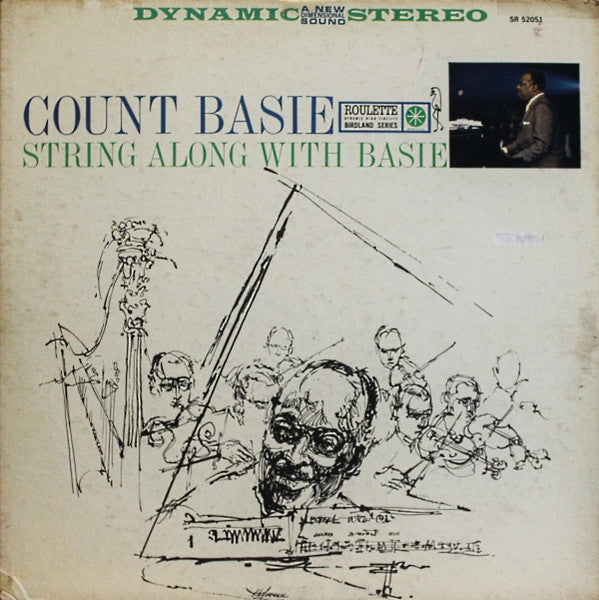 DYNAMIC A NEW DIMENSIONAL SOUND STEREO
SR 52051
COUNT BASIE
ROULETTE
DYNAMIC HIGH FIDELITY
BIRDLAND SERIES
STRING ALONG WITH BASIE